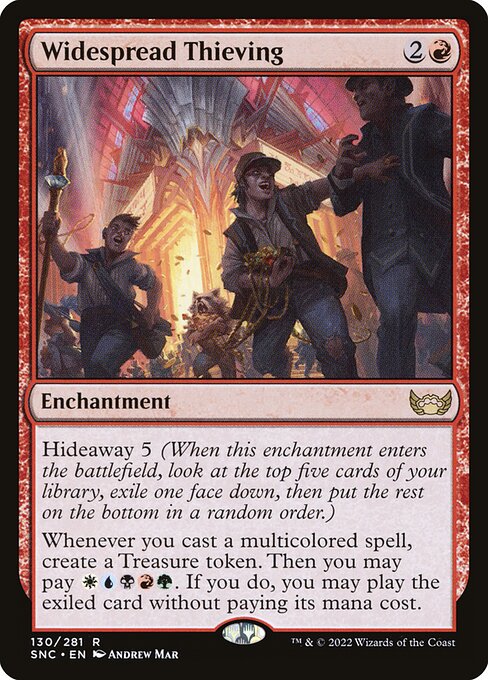 Widespread Thieving 2
Enchantment
Hideaway 5 (When this enchantment enters
the battlefield, look at the top five cards of your
library, exile one face down, then put the rest
on the bottom in a random order.)
Whenever you cast a multicolored spell,
create a Treasure token. Then you may
pay . If you do, you may play the
exiled card without paying its mana cost.
130/281 R
SNC • EN Andrew Mar
™ & © 2022 Wizards of the Coast